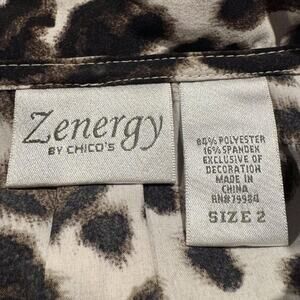 Zenergy
BY CHICO'S
84% POLYESTER
16% SPANDEX
EXCLUSIVE OF
DECORATION
MADE IN
CHINA
RN#79984
SIZE 2